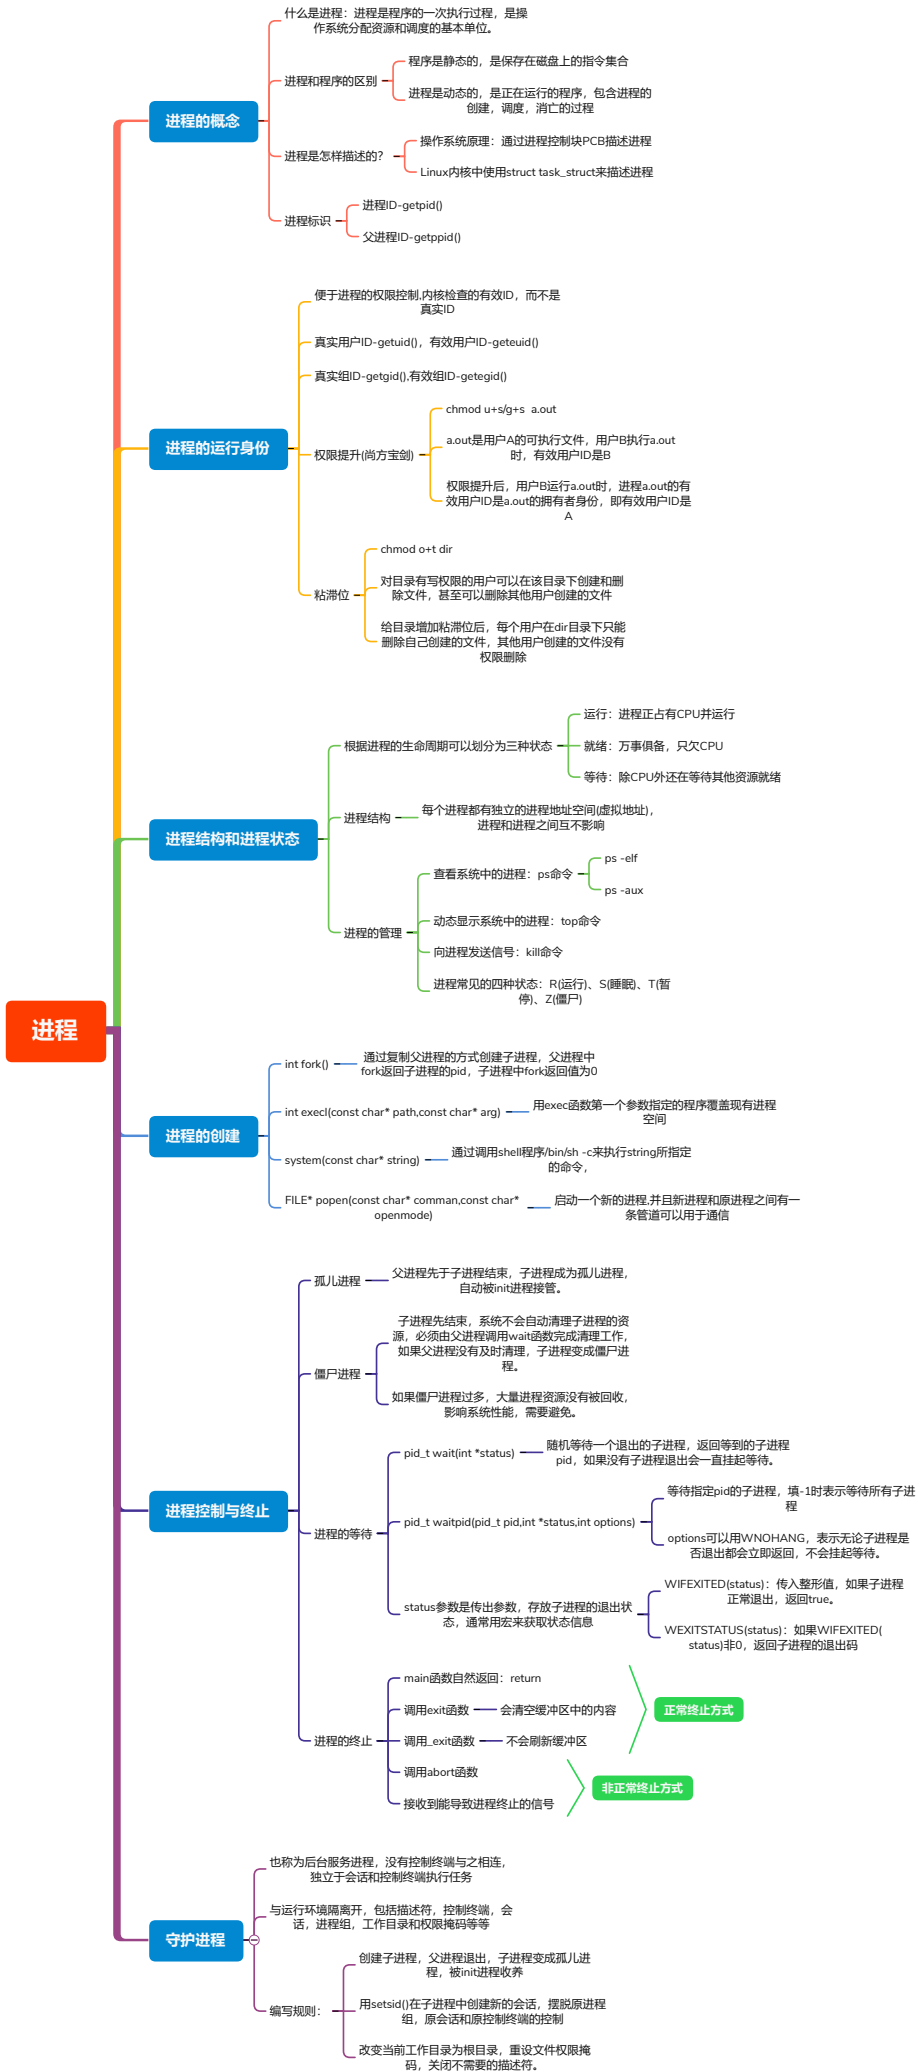 什么是进程：进程是程序的一次执行过程，是操
作系统分配资源和调度的基本单位。
进程和程序的区别
程序是静态的，是保存在磁盘上的指令集合
进程是动态的，是正在运行的程序，包含进程的
创建，调度，消亡的过程
进程的概念
进程是怎样描述的？
操作系统原理：通过进程控制块PCB描述进程
Linux内核中使用struct task_struct来描述进程
进程标识
进程ID-getpid()
父进程ID-getppid()
便于进程的权限控制,内核检查的有效ID，而不是
真实ID
真实用户ID-getuid()，有效用户ID-geteuid()
真实组ID-getgid(),有效组ID-getegid()
进程的运行身份
权限提升(尚方宝剑)
chmod u+s/g+s  a.out
a.out是用户A的可执行文件，用户B执行a.out
时，有效用户ID是B
权限提升后，用户B运行a.out时，进程a.out的有
效用户ID是a.out的拥有者身份，即有效用户ID是
A
粘滞位
chmod o+t dir
对目录有写权限的用户可以在该目录下创建和删
除文件，甚至可以删除其他用户创建的文件
给目录增加粘滞位后，每个用户在dir目录下只能
删除自己创建的文件，其他用户创建的文件没有
权限删除
根据进程的生命周期可以划分为三种状态
运行：进程正占有CPU并运行
就绪：万事俱备，只欠CPU
等待：除CPU外还在等待其他资源就绪
进程结构和进程状态
进程结构
每个进程都有独立的进程地址空间(虚拟地址)，
进程和进程之间互不影响
进程的管理
查看系统中的进程：ps命令
ps -elf
ps -aux
动态显示系统中的进程：top命令
向进程发送信号：kill命令
进程常见的四种状态：R(运行)、S(睡眠)、T(暂
停)、Z(僵尸)
进程
进程的创建
int fork()
通过复制父进程的方式创建子进程，父进程中
fork返回子进程的pid，子进程中fork返回值为0
int execl(const char* path,const char* arg)
用exec函数第一个参数指定的程序覆盖现有进程
空间
system(const char* string)
通过调用shell程序/bin/sh -c来执行string所指定
的命令，
FILE* popen(const char* comman,const char*
openmode)
启动一个新的进程,并且新进程和原进程之间有一
条管道可以用于通信
孤儿进程
父进程先于子进程结束，子进程成为孤儿进程，
自动被init进程接管。
僵尸进程
子进程先结束，系统不会自动清理子进程的资
源，必须由父进程调用wait函数完成清理工作，
如果父进程没有及时清理，子进程变成僵尸进
程。
如果僵尸进程过多，大量进程资源没有被回收，
影响系统性能，需要避免。
进程控制与终止
进程的等待
pid_t wait(int *status)
随机等待一个退出的子进程，返回等到的子进程
pid，如果没有子进程退出会一直挂起等待。
pid_t waitpid(pid_t pid,int *status,int options)
等待指定pid的子进程，填-1时表示等待所有子进
程
options可以用WNOHANG，表示无论子进程是
否退出都会立即返回，不会挂起等待。
status参数是传出参数，存放子进程的退出状
态，通常用宏来获取状态信息
WIFEXITED(status)：传入整形值，如果子进程
正常退出，返回true。
WEXITSTATUS(status)：如果WIFEXITED(
status)非0，返回子进程的退出码
进程的终止
main函数自然返回：return
调用exit函数
会清空缓冲区中的内容
调用_exit函数
不会刷新缓冲区
正常终止方式
调用abort函数
接收到能导致进程终止的信号
非正常终止方式
守护进程
也称为后台服务进程，没有控制终端与之相连，
独立于会话和控制终端执行任务
与运行环境隔离开，包括描述符，控制终端，会
话，进程组，工作目录和权限掩码等等
编写规则：
创建子进程，父进程退出，子进程变成孤儿进
程，被init进程收养
用setsid()在子进程中创建新的会话，摆脱原进程
组，原会话和原控制终端的控制
改变当前工作目录为根目录，重设文件权限掩
码，关闭不需要的描述符。